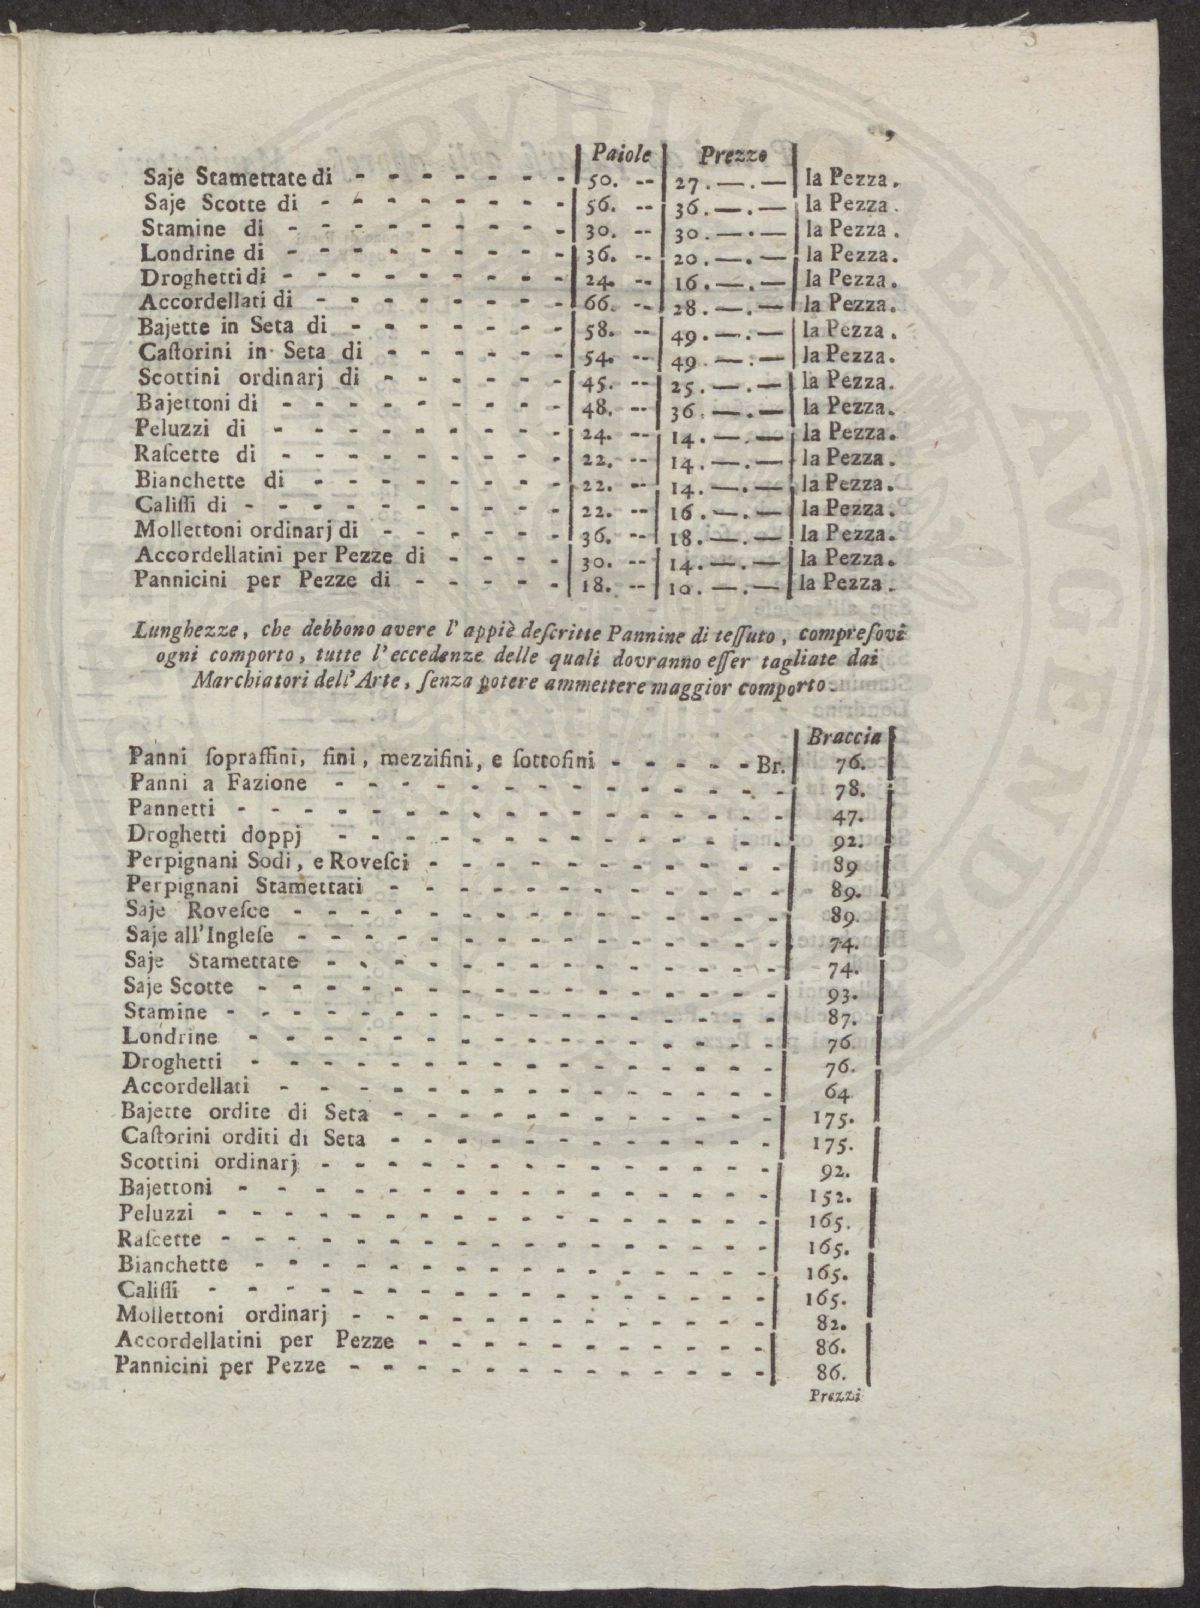 Paiole Prezzo
Saje Stamettate di - - - - - - - 50. -- 27. —.— la Pezza.
Saje Scotte di - - - - - - - - 56. -- 36. —.— la Pezza.
Stamine di - - - - - - - - - 30. -- 30. —.— la Pezza.
Londrine di - - - - - - - - - 36. -- 20. —.— la Pezza.
Droghetti di - - - - - - - - - 24. -- 16. —.— la Pezza.
Accordellati di - - - - - - - - 66. -- 28. —.— la Pezza.
Bajette in Seta di - - - - - - - 58. -- 49. —.— la Pezza.
Caſtorini in Seta di - - - - - - 54. -- 49. —.— la Pezza.
Scottini ordinarj di - - - - - - 45. -- 25. —.— la Pezza.
Bajettoni di - - - - - - - - - 48. -- 36. —.— la Pezza.
Peluzzi di - - - - - - - - - 24. -- 14. —.— la Pezza.
Raſcette di - - - - - - - - - 22. -- 14. —.— la Pezza.
Bianchette di - - - - - - - - 22. -- 14. —.— la Pezza.
Caliſſi di - - - - - - - - - - 22. -- 16. —.— la Pezza.
Mollettoni ordinarj di - - - - - - 36. -- 18. —.— la Pezza.
Accordellatini per Pezze di - - - - 30. -- 14. —.— la Pezza.
Pannicini per Pezze di - - - - - 18. -- 10. —.— la Pezza.
Lunghezze, che debbono avere l'appiè deſcritte Pannine di teſſuto, compreſovi
ogni comporto, tutte l'eccedenze delle quali dovranno eſſer tagliate dai
Marchiatori dell'Arte, ſenza potere ammettere maggior comporto.
Braccia
Panni ſopraffini, fini, mezzifini, e ſottofini - - - - - Br. 76.
Panni a Fazione - - - - - - - - - - - - 78.
Pannetti - - - - - - - - - - - - - - 47.
Droghetti doppj - - - - - - - - - - - - 92.
Perpignani Sodi, e Roveſci - - - - - - - - - 89
Perpignani Stamettati - - - - - - - - - - - 89.
Saje Roveſce - - - - - - - - - - - - - 89.
Saje all'Ingleſe - - - - - - - - - - - - - 74.
Saje Stamettate - - - - - - - - - - - - 74.
Saje Scotte - - - - - - - - - - - - - - 93.
Stamine - - - - - - - - - - - - - - - 87.
Londrine - - - - - - - - - - - - - - 76.
Droghetti - - - - - - - - - - - - - - 76.
Accordellati - - - - - - - - - - - - - 64
Bajette ordite di Seta - - - - - - - - - - 175.
Caſtorini orditi di Seta - - - - - - - - - - 175.
Scottini ordinarj - - - - - - - - - - - - 92.
Bajettoni - - - - - - - - - - - - - - 152.
Peluzzi - - - - - - - - - - - - - - - 165.
Raſcette - - - - - - - - - - - - - - - 165.
Bianchette - - - - - - - - - - - - - - 165.
Caliſſi - - - - - - - - - - - - - - - 165.
Mollettoni ordinarj - - - - - - - - - - - 82.
Accordellatini per Pezze - - - - - - - - - 86.
Pannicini per Pezze - - - - - - - - - - - 86.
Prezzi